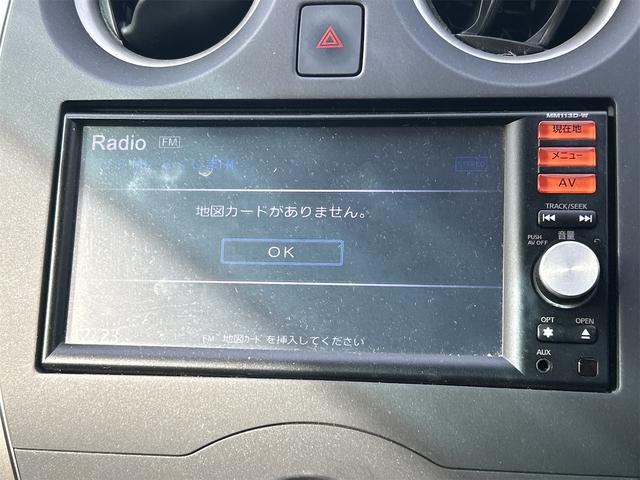 MM113D-W
Radio FM
STEREO
地図カードがありません。
OK
地図カードを挿入してください
現在地
メニュー
AV
TRACK/SEEK
音量
PUSH
AV OFF
OPT
OPEN
AUX